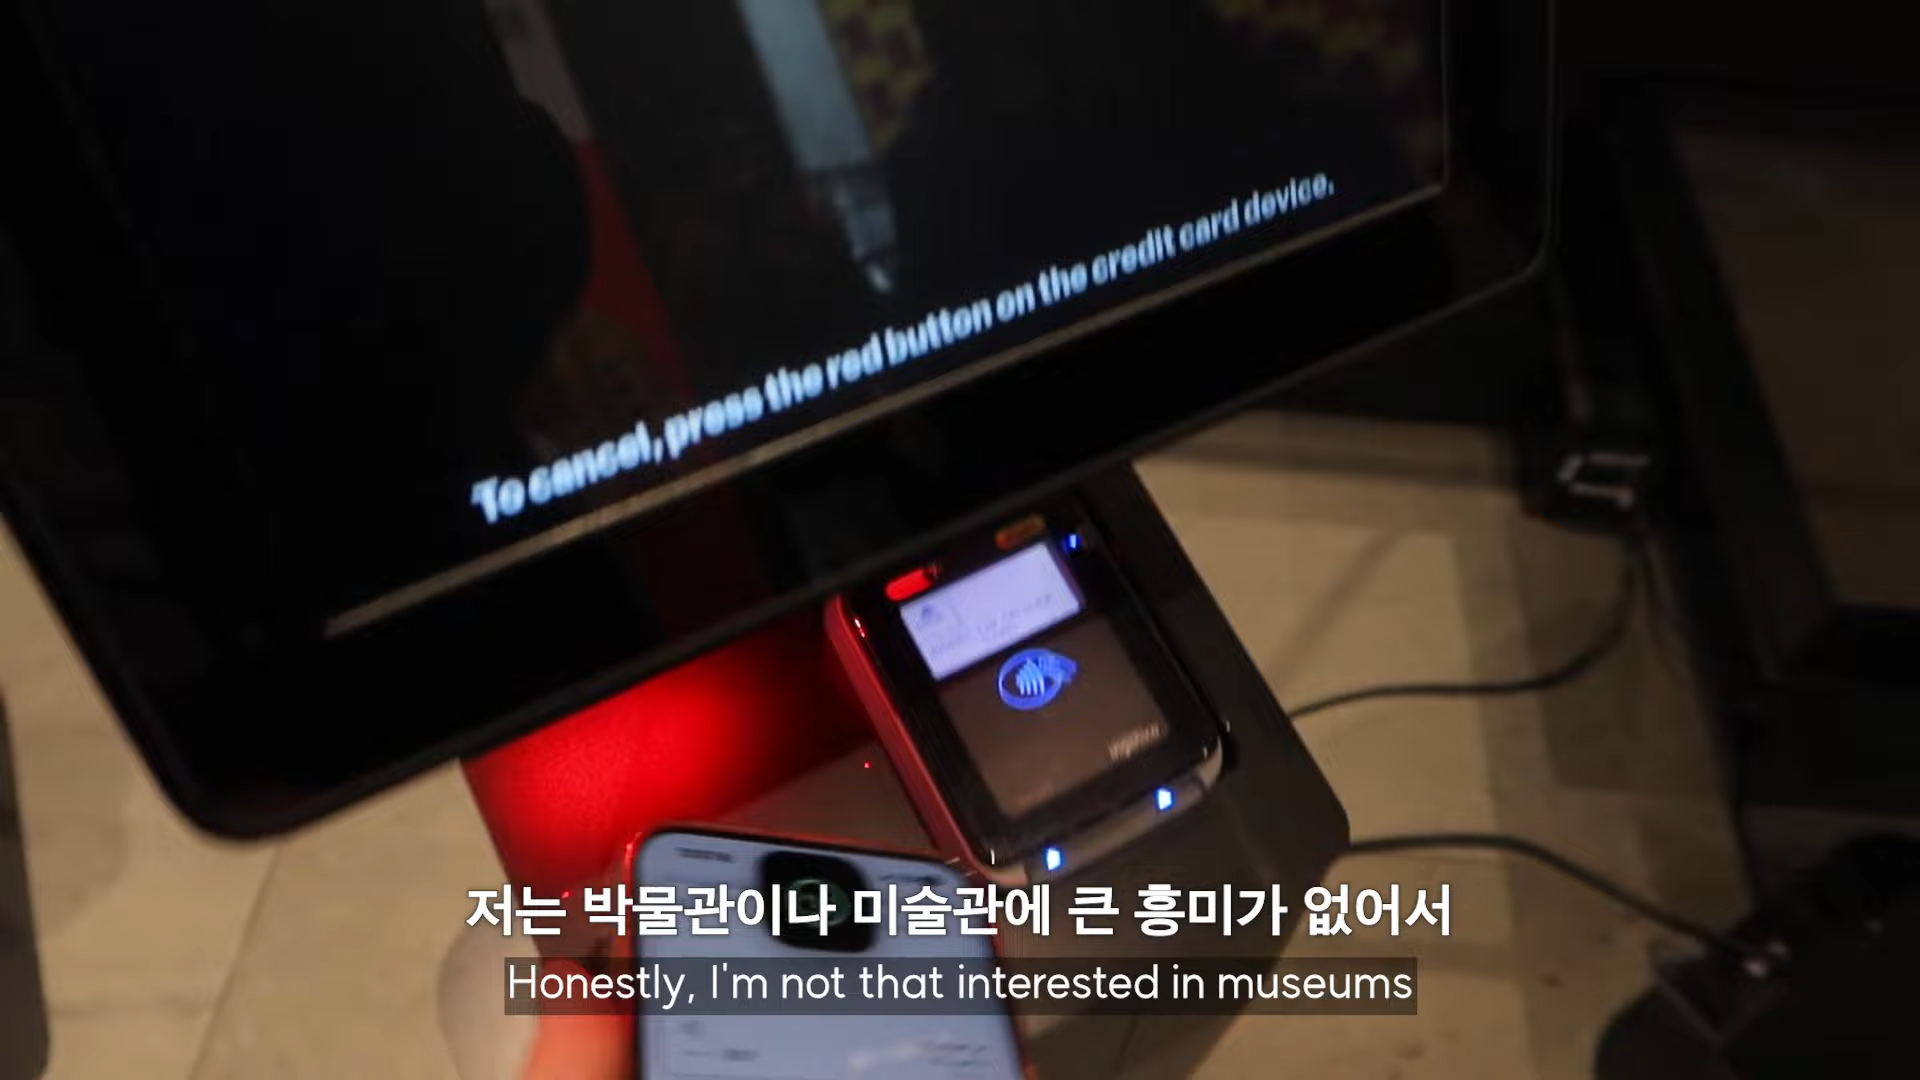 To cancel, press the red button on the credit card device.
저는 박물관이나 미술관에 큰 흥미가 없어서
Honestly, I'm not that interested in museums